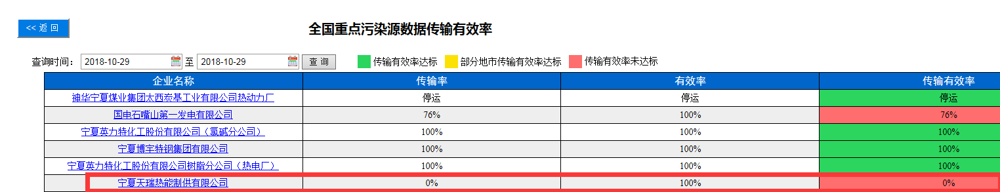 << 返 回
全国重点污染源数据传输有效率
查询时间： 2018-10-29 至 2018-10-29 查 询 传输有效率达标 部分地市传输有效率达标 传输有效率未达标
企业名称 传输率 有效率 传输有效率
神华宁夏煤业集团太西炭基工业有限公司热动力厂 停运 停运 停运
国电石嘴山第一发电有限公司 76% 100% 76%
宁夏英力特化工股份有限公司（氯碱分公司） 100% 100% 100%
宁夏博宇特钢集团有限公司 100% 100% 100%
宁夏英力特化工股份有限公司树脂分公司（热电厂） 100% 100% 100%
宁夏天瑞热能制供有限公司 0% 100% 0%